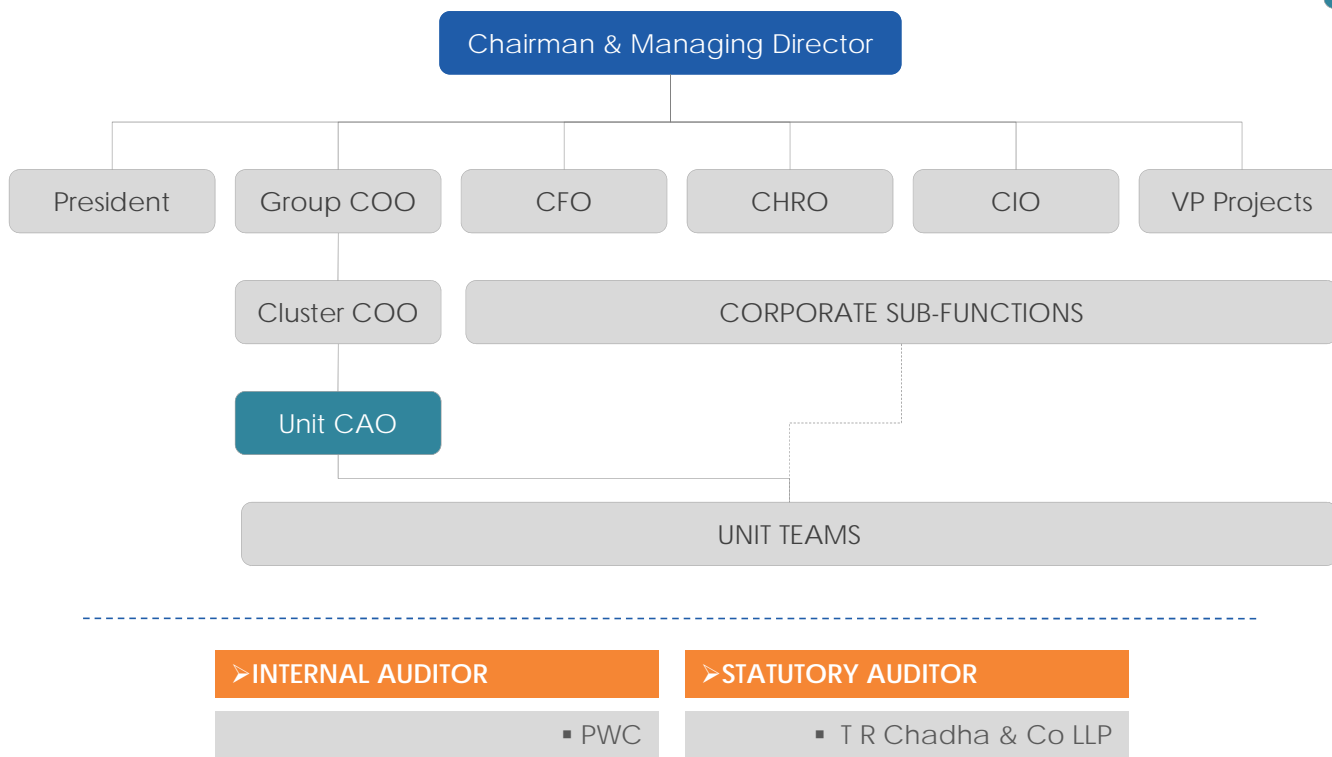 Chairman & Managing Director
President
Group COO
CFO
CHRO
CIO
VP Projects
Cluster COO
CORPORATE SUB-FUNCTIONS
Unit CAO
UNIT TEAMS
➢INTERNAL AUDITOR
➢STATUTORY AUDITOR
▪ PWC
▪ T R Chadha & Co LLP